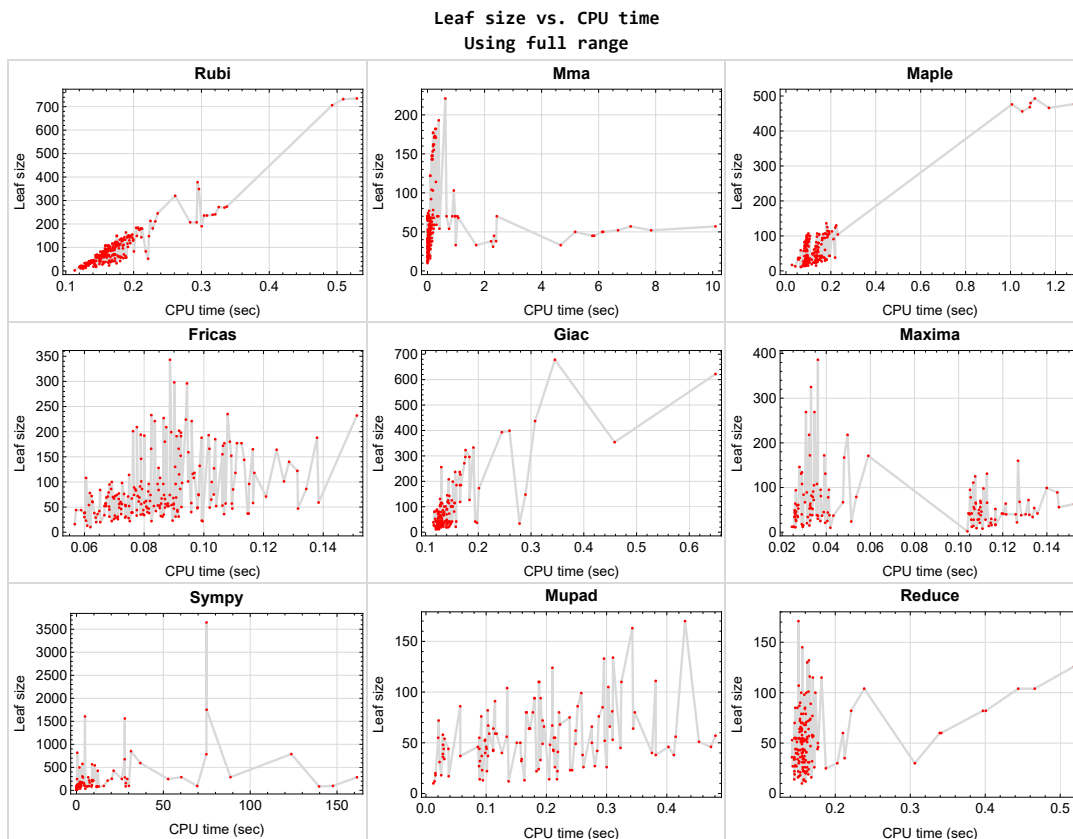 Leaf size vs. CPU time
Using full range
Rubi
Leaf size
700
600
500
400
300
200
100
0
0.1 0.2 0.3 0.4 0.5
CPU time (sec)
Mma
Leaf size
200
150
100
50
0
0 2 4 6 8 10
CPU time (sec)
Maple
Leaf size
500
400
300
200
100
0
0.0 0.2 0.4 0.6 0.8 1.0 1.2
CPU time (sec)
Fricas
Leaf size
350
300
250
200
150
100
50
0
0.06 0.08 0.10 0.12 0.14
CPU time (sec)
Giac
Leaf size
700
600
500
400
300
200
100
0
0.1 0.2 0.3 0.4 0.5 0.6
CPU time (sec)
Maxima
Leaf size
400
300
200
100
0
0.02 0.04 0.06 0.08 0.10 0.12 0.14
CPU time (sec)
Sympy
Leaf size
3500
3000
2500
2000
1500
1000
500
0
0 50 100 150
CPU time (sec)
Mupad
Leaf size
150
100
50
0
0.0 0.1 0.2 0.3 0.4
CPU time (sec)
Reduce
Leaf size
150
100
50
0
0.2 0.3 0.4 0.5
CPU time (sec)